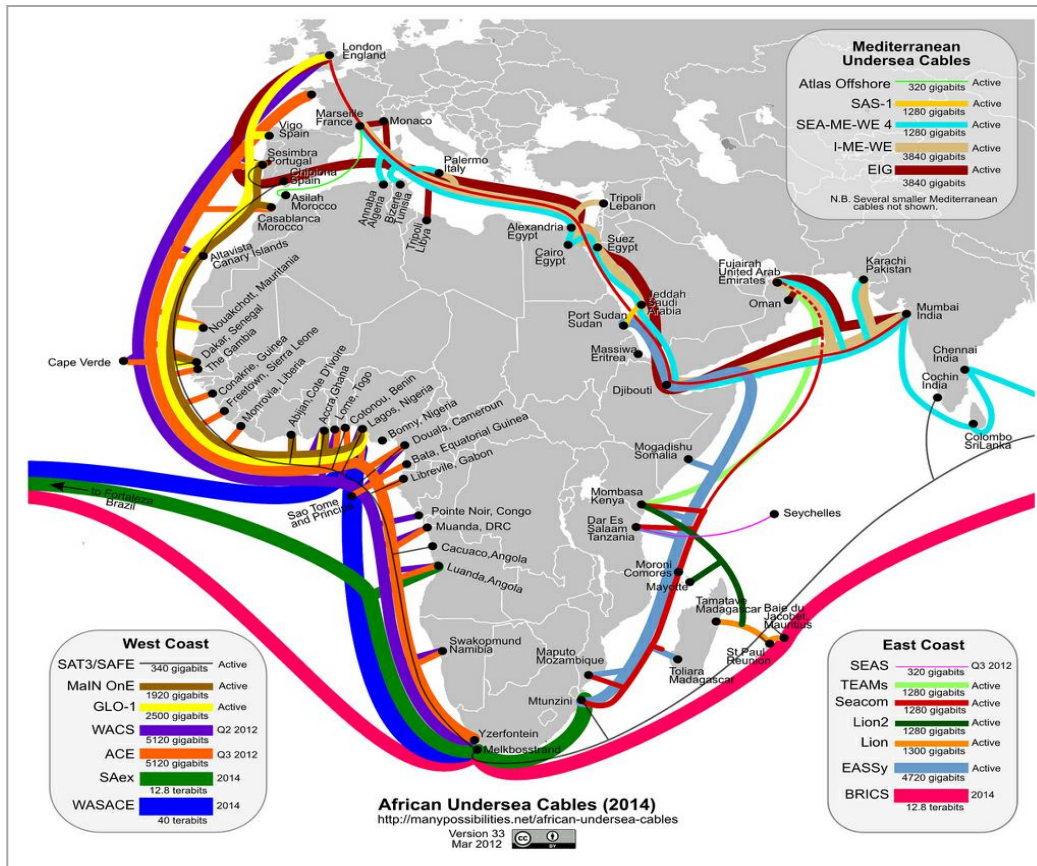 London
England
Vigo
Spain
Sesimbra
Portugal
Chipiona
Spain
Asilah
Morocco
Casablanca
Morocco
Altavista
Canary Islands
Marseille
France
Monaco
Palermo
Italy
Annaba
Algeria
Bizerte
Tunisia
Tripoli
Libya
Alexandria
Egypt
Cairo
Egypt
Tripoli
Lebanon
Suez
Egypt
Jeddah
Saudi
Arabia
Port Sudan
Sudan
Massiwa
Eritrea
Djibouti
Fujairah
United Arab
Emirates
Oman
Karachi
Pakistan
Mumbai
India
Chennai
India
Cochin
India
Colombo
SriLanka
Mediterranean
Undersea Cables
Atlas Offshore Active
320 gigabits
SAS-1 Active
1280 gigabits
SEA-ME-WE 4 Active
1280 gigabits
I-ME-WE Active
3840 gigabits
EIG Active
3840 gigabits
N.B. Several smaller Mediterranean
cables not shown.
Cape Verde
Nouakchott, Mauritania
Dakar, Senegal
The Gambia
Conakrie, Guinea
Freetown, Sierra Leone
Monrovia, Liberia
Abijan,Cote D'Ivoire
Accra,Ghana
Lome, Togo
Cotonou, Benin
Lagos, Nigeria
Bonny, Nigeria
Douala, Cameroun
Bata, Equatorial Guinea
Libreville, Gabon
Sao Tome
and Principe
to Fortaleza
Brazil
Pointe Noir, Congo
Muanda, DRC
Cacuaco,Angola
Luanda,Angola
Swakopmund
Namibia
Yzerfontein
Melkbosstrand
Mogadishu
Somalia
Mombasa
Kenya
Dar Es
Salaam
Tanzania
Seychelles
Moroni
Comores
Mayotte
Tamatave
Madagascar
Baie du
Jacobet,
Mauritius
St Paul
Reunion
Toliara
Madagascar
Maputo
Mozambique
Mtunzini
West Coast
SAT3/SAFE Active
340 gigabits
MaIN OnE Active
1920 gigabits
GLO-1 Active
2500 gigabits
WACS Q2 2012
5120 gigabits
ACE Q3 2012
5120 gigabits
SAex 2014
12.8 terabits
WASACE 2014
40 terabits
East Coast
SEAS Q3 2012
320 gigabits
TEAMs Active
1280 gigabits
Seacom Active
1280 gigabits
Lion2 Active
1280 gigabits
Lion Active
1300 gigabits
EASSy Active
4720 gigabits
BRICS 2014
12.8 terabits
African Undersea Cables (2014)
http://manypossibilities.net/african-undersea-cables
Version 33
Mar 2012
cc
BY